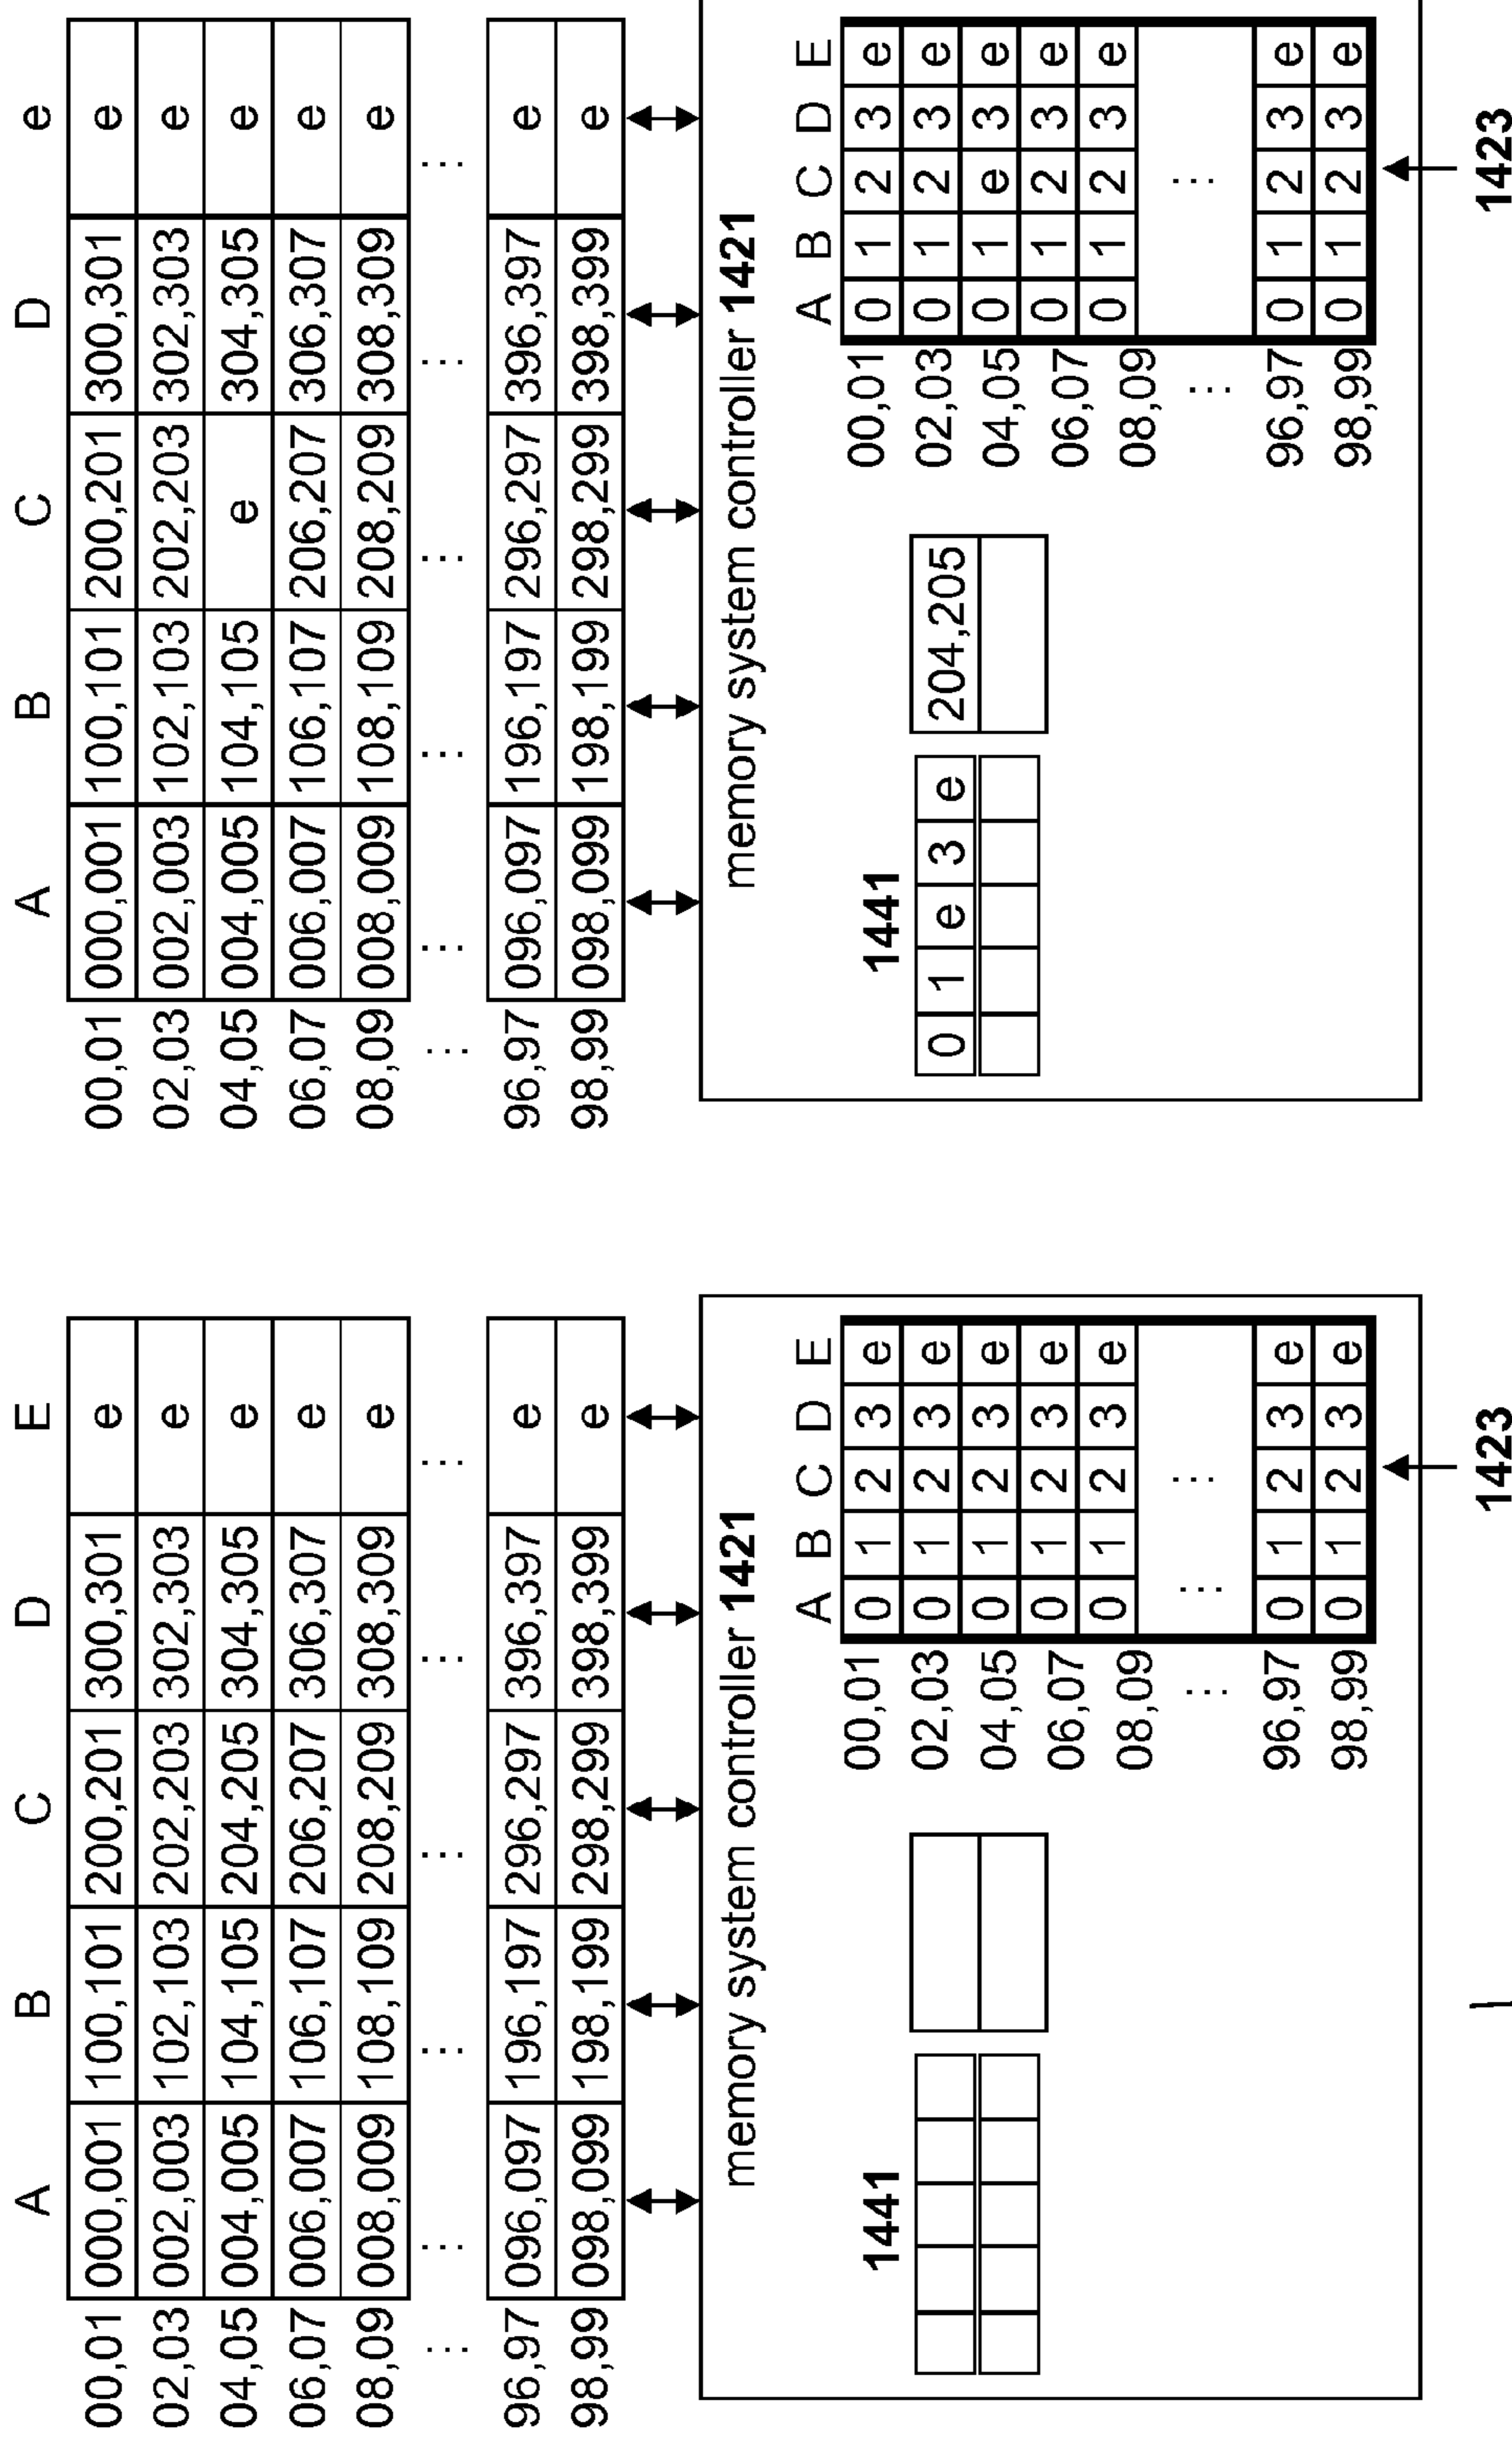 A B C D E
00,01 000,001 100,101 200,201 300,301 e
02,03 002,003 102,103 202,203 302,303 e
04,05 004,005 104,105 204,205 304,305 e
06,07 006,007 106,107 206,207 306,307 e
08,09 008,009 108,109 208,209 308,309 e
... ... ... ... ... ...
96,97 096,097 196,197 296,297 396,397 e
98,99 098,099 198,199 298,299 398,399 e
memory system controller 1421
A B C D E
1441
00,01 0 1 2 3 e
02,03 0 1 2 3 e
04,05 0 1 2 3 e
06,07 0 1 2 3 e
08,09 0 1 2 3 e
... ... ...
96,97 0 1 2 3 e
98,99 0 1 2 3 e
1423
A B C D e
00,01 000,001 100,101 200,201 300,301 e
02,03 002,003 102,103 202,203 302,303 e
04,05 004,005 104,105 e 304,305 e
06,07 006,007 106,107 206,207 306,307 e
08,09 008,009 108,109 208,209 308,309 e
... ... ... ... ... ...
96,97 096,097 196,197 296,297 396,397 e
98,99 098,099 198,199 298,299 398,399 e
memory system controller 1421
A B C D E
1441
0 1 e 3 e 204,205
00,01 0 1 2 3 e
02,03 0 1 2 3 e
04,05 0 1 e 3 e
06,07 0 1 2 3 e
08,09 0 1 2 3 e
... ...
96,97 0 1 2 3 e
98,99 0 1 2 3 e
1423